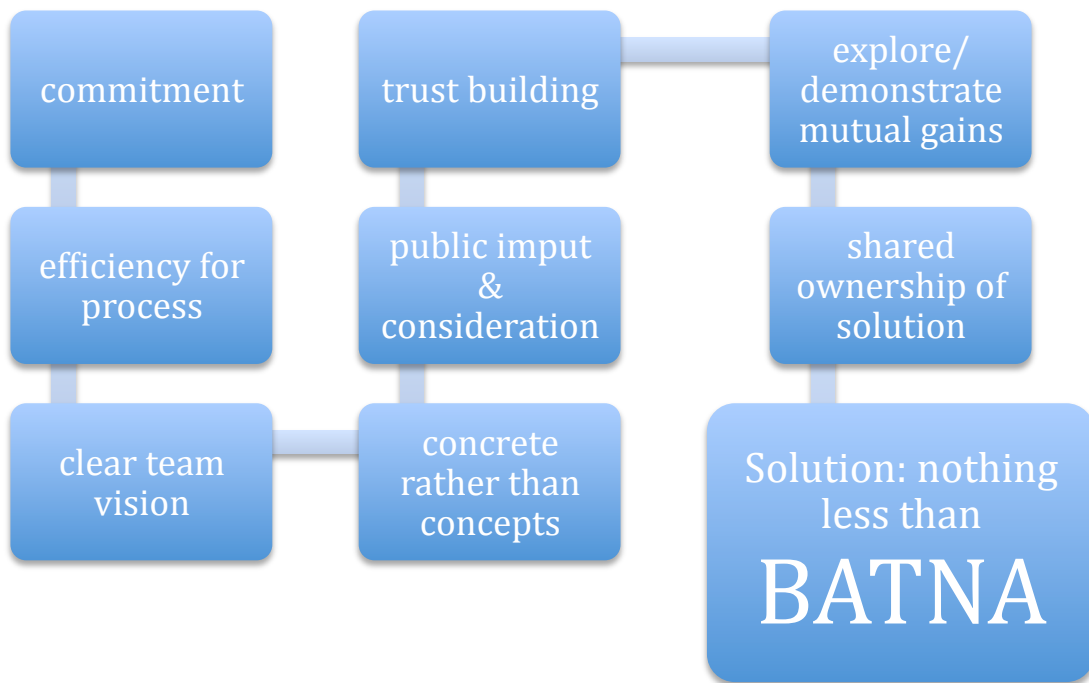 commitment
efficiency for
process
clear team
vision
concrete
rather than
concepts
public imput
&
consideration
trust building
explore/
demonstrate
mutual gains
shared
ownership of
solution
Solution: nothing
less than
BATNA